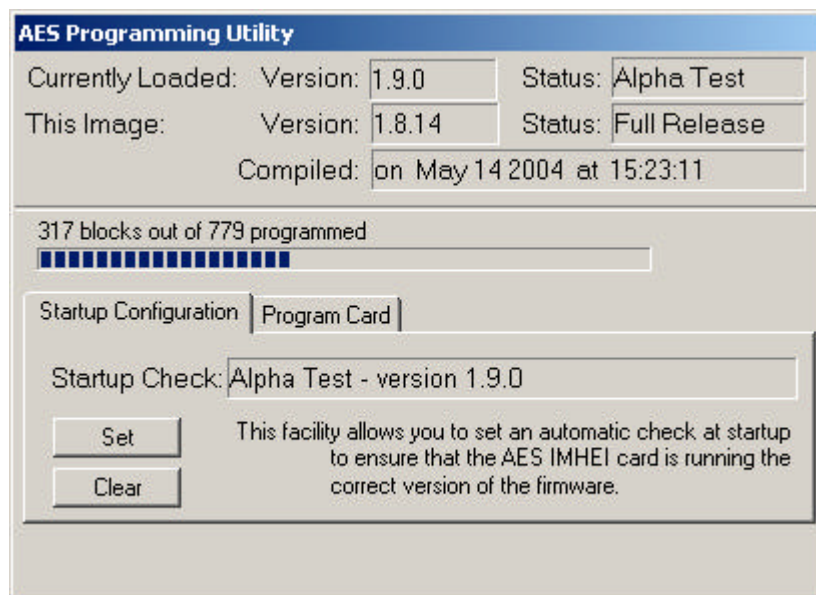 AES Programming Utility
Currently Loaded: Version: 1.9.0 Status: Alpha Test
This Image: Version: 1.8.14 Status: Full Release
Compiled: on May 14 2004 at 15:23:11
317 blocks out of 779 programmed
Startup Configuration Program Card
Startup Check: Alpha Test - version 1.9.0
Set
Clear
This facility allows you to set an automatic check at startup
to ensure that the AES IMHEI card is running the
correct version of the firmware.